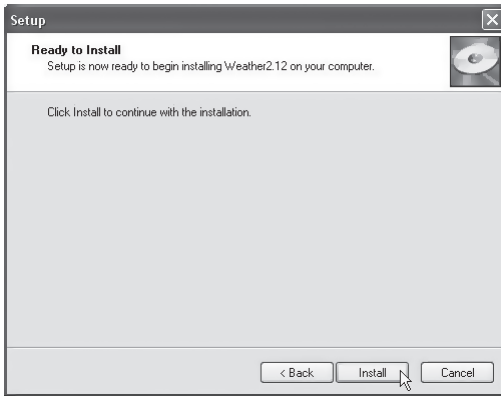 Setup
Ready to Install
Setup is now ready to begin installing Weather2.12 on your computer.
Click Install to continue with the installation.
< Back
Install
Cancel